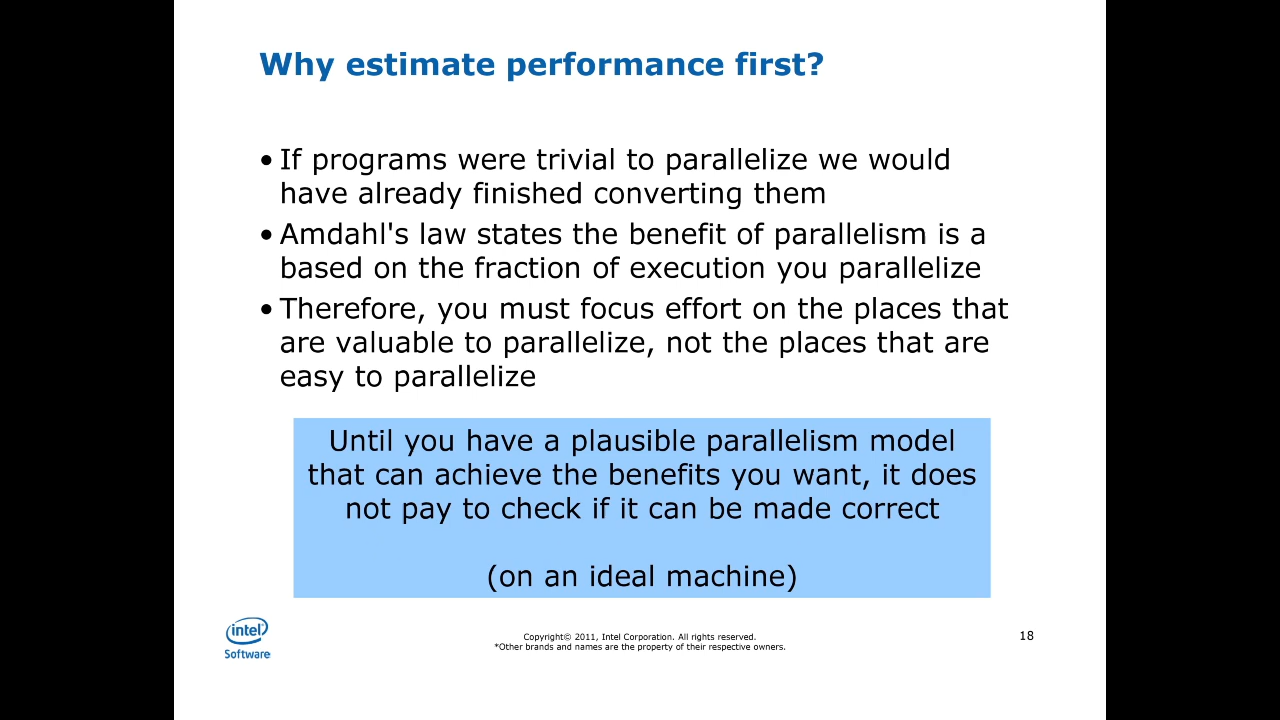 Why estimate performance first?
• If programs were trivial to parallelize we would
have already finished converting them
• Amdahl's law states the benefit of parallelism is a
based on the fraction of execution you parallelize
• Therefore, you must focus effort on the places that
are valuable to parallelize, not the places that are
easy to parallelize
Until you have a plausible parallelism model
that can achieve the benefits you want, it does
not pay to check if it can be made correct
(on an ideal machine)
intel
Software
Copyright© 2011, Intel Corporation. All rights reserved.
*Other brands and names are the property of their respective owners.
18